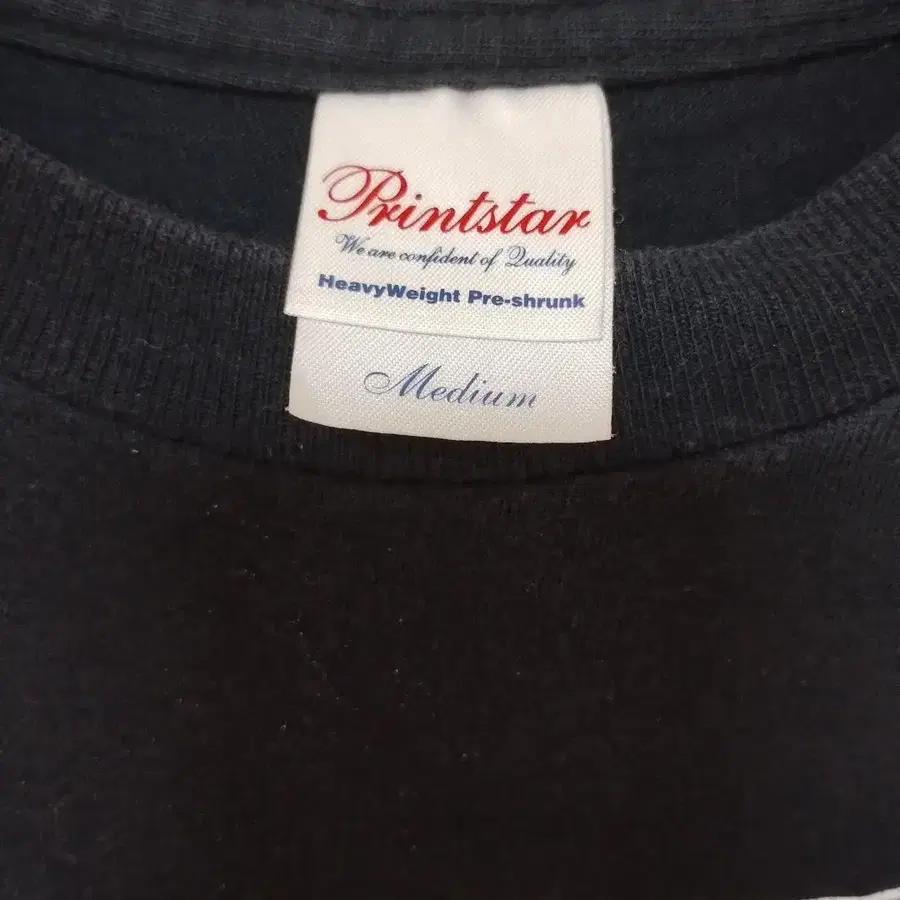 Printstar
We are confident of Quality
HeavyWeight Pre-shrunk
Medium